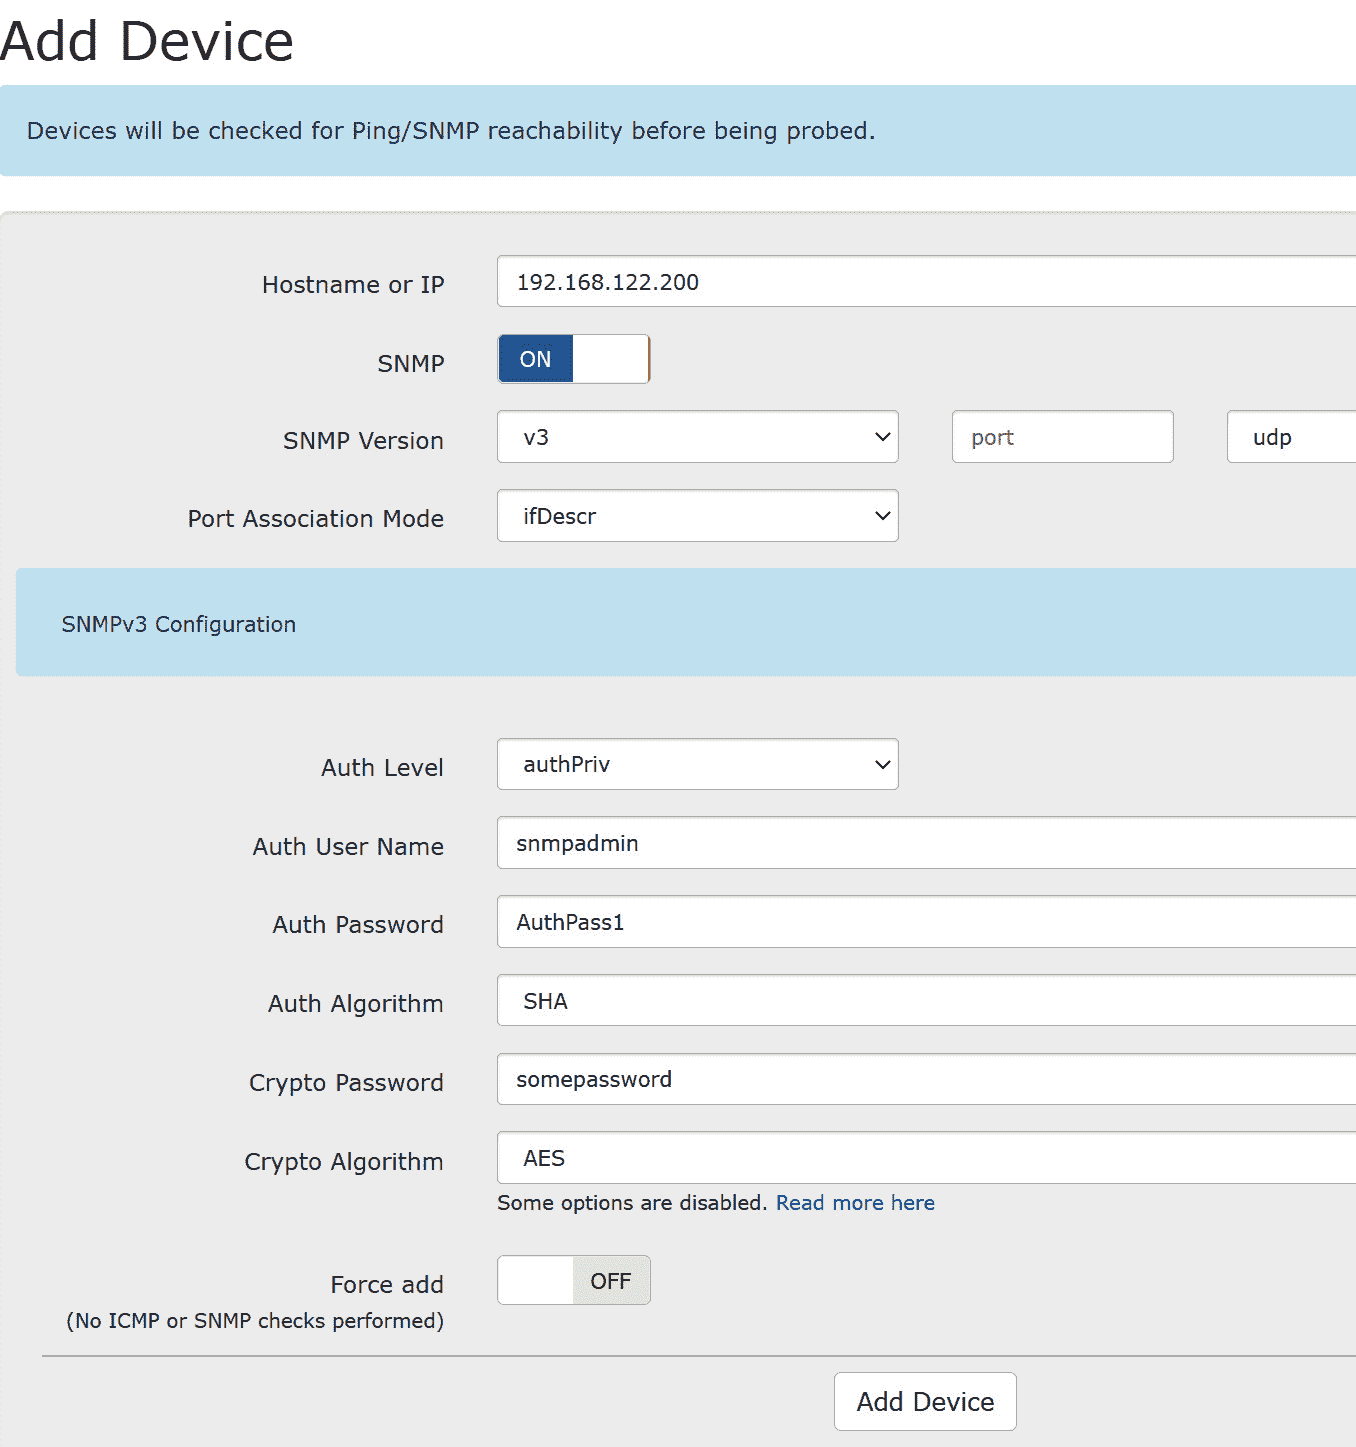 Add Device
Devices will be checked for Ping/SNMP reachability before being probed.
Hostname or IP 192.168.122.200
SNMP ON
SNMP Version v3 port udp
Port Association Mode ifDescr
SNMPv3 Configuration
Auth Level authPriv
Auth User Name snmpadmin
Auth Password AuthPass1
Auth Algorithm SHA
Crypto Password somepassword
Crypto Algorithm AES
Some options are disabled. Read more here
Force add OFF
(No ICMP or SNMP checks performed)
Add Device